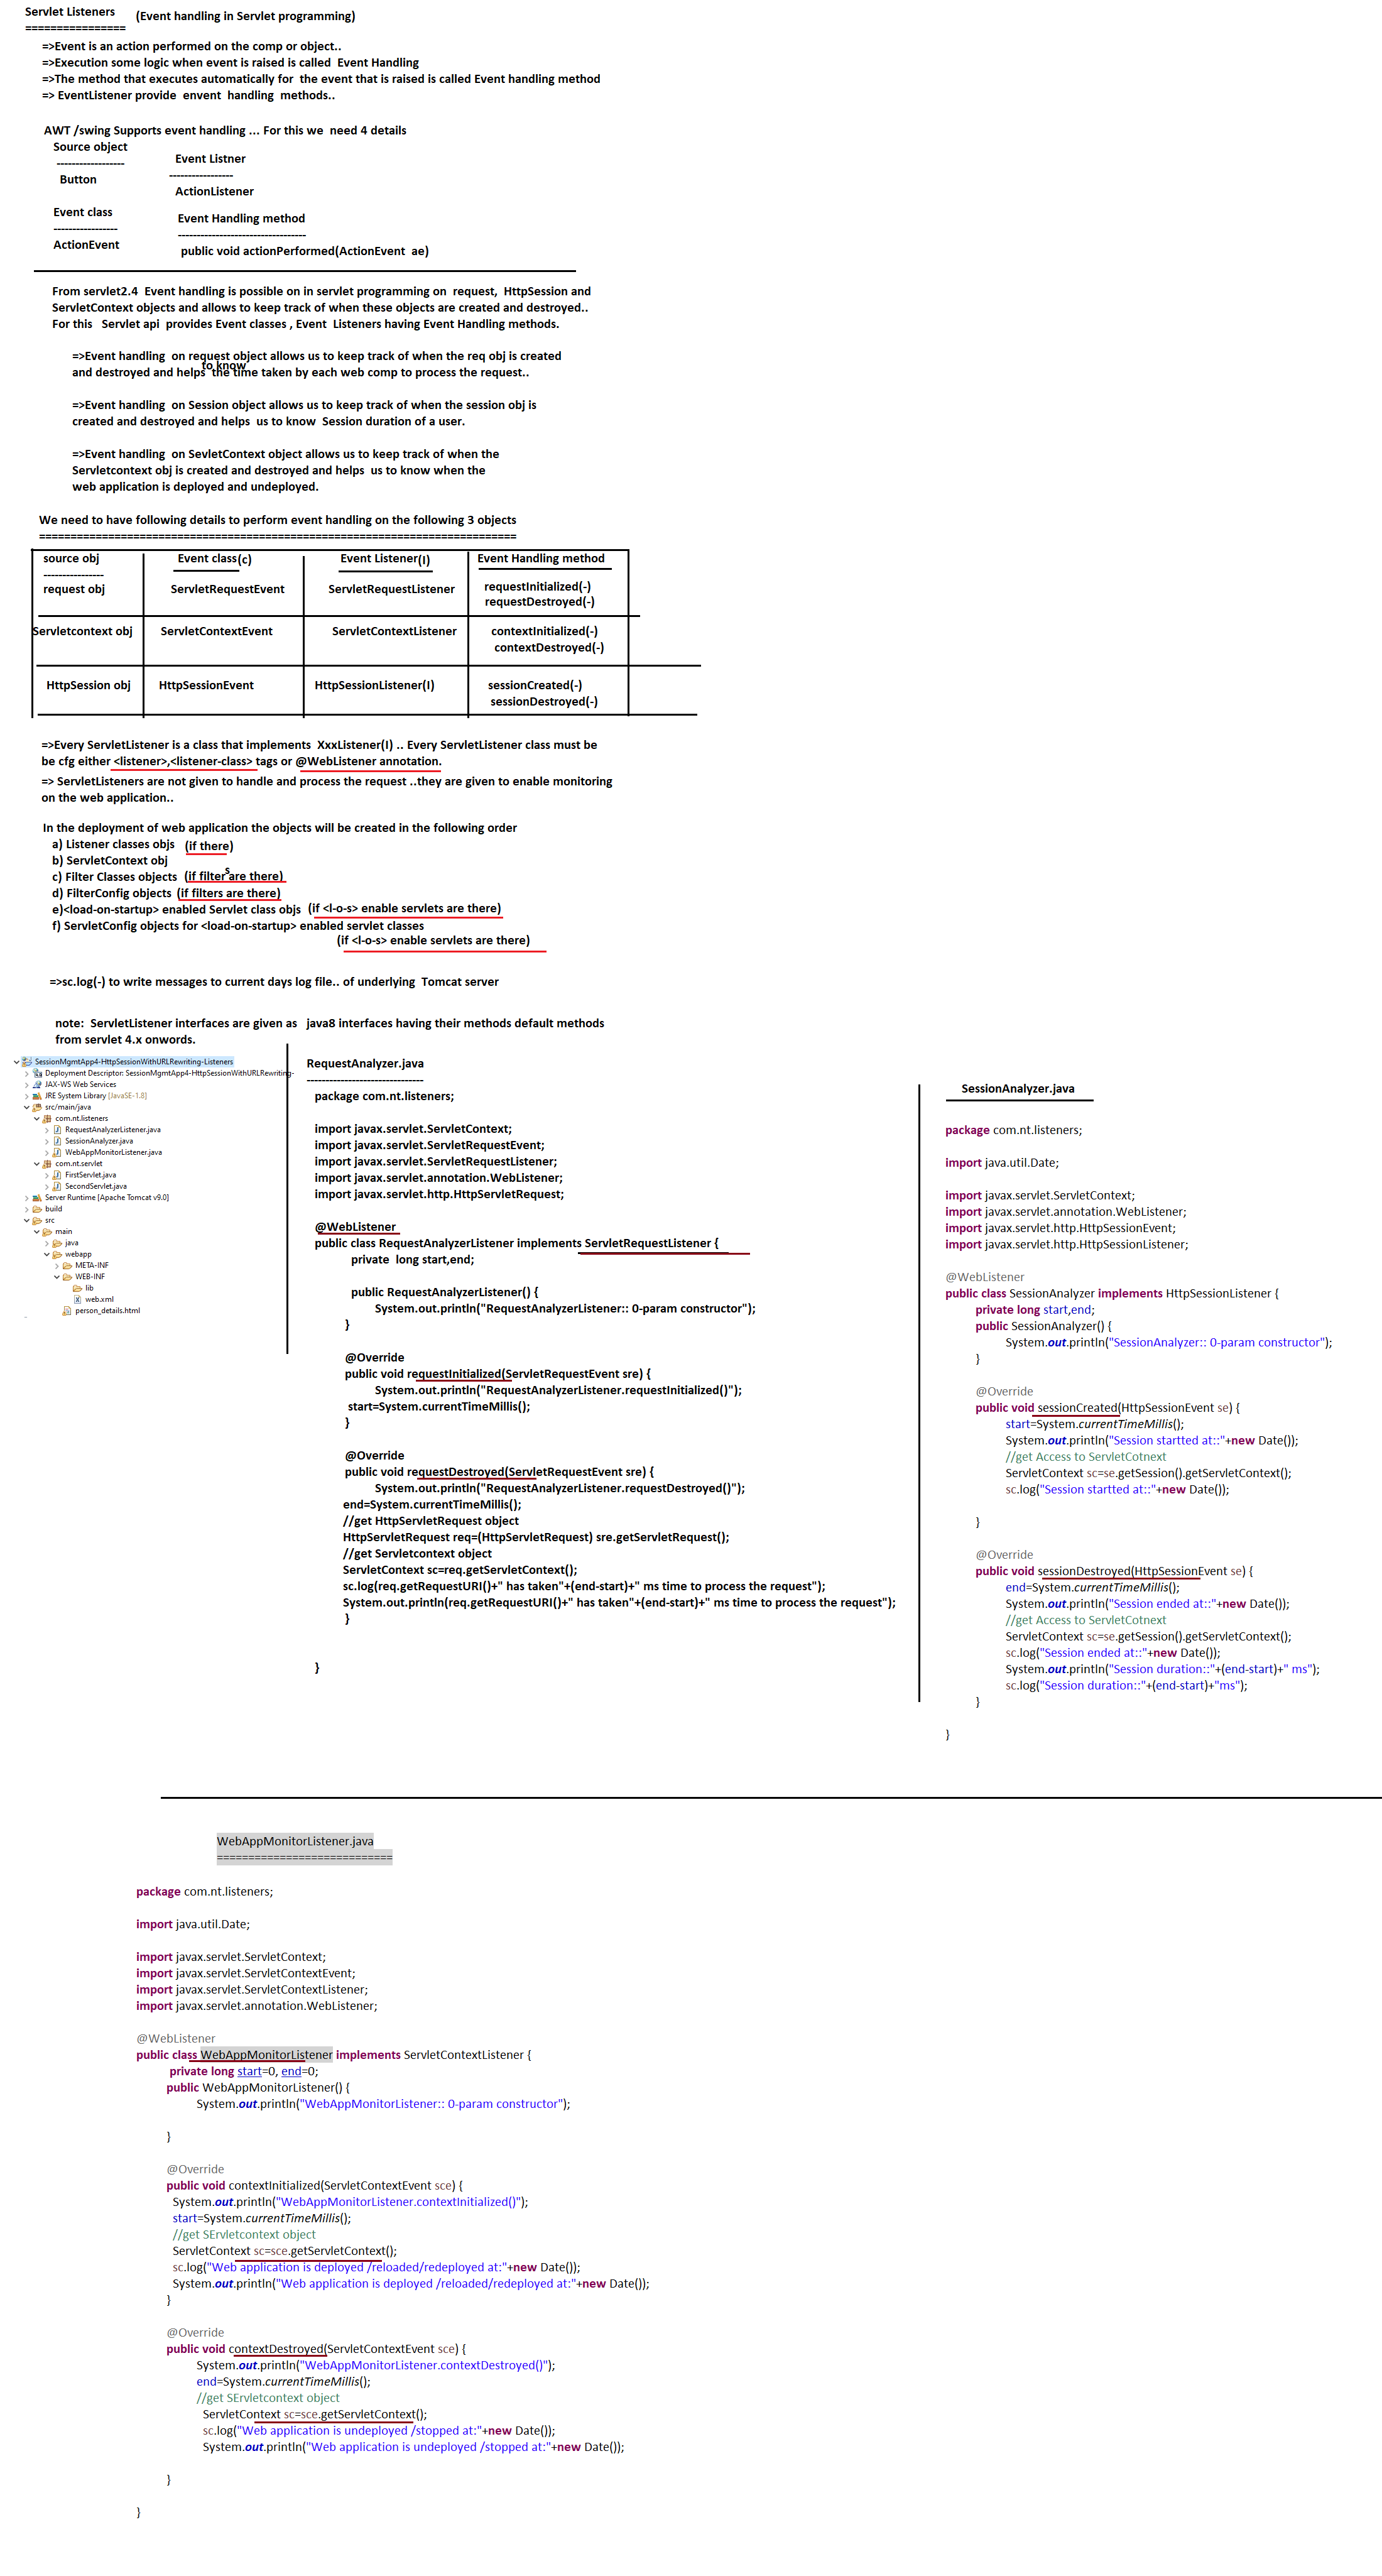 Servlet Listeners (Event handling in Servlet programming)
================
=>Event is an action performed on the comp or object..
=>Execution some logic when event is raised is called Event Handling
=>The method that executes automatically for the event that is raised is called Event handling method
=> EventListener provide envent handling methods..
AWT /swing Supports event handling ... For this we need 4 details
Source object
------------------
Button
Event Listner
-----------------
ActionListener
Event class
-----------------
ActionEvent
Event Handling method
----------------------------------
public void actionPerformed(ActionEvent ae)
From servlet2.4 Event handling is possible on in servlet programming on request, HttpSession and
ServletContext objects and allows to keep track of when these objects are created and destroyed..
For this Servlet api provides Event classes , Event Listeners having Event Handling methods.
=>Event handling on request object allows us to keep track of when the req obj is created
to know
and destroyed and helps the time taken by each web comp to process the request..
=>Event handling on Session object allows us to keep track of when the session obj is
created and destroyed and helps us to know Session duration of a user.
=>Event handling on SevletContext object allows us to keep track of when the
Servletcontext obj is created and destroyed and helps us to know when the
web application is deployed and undeployed.
We need to have following details to perform event handling on the following 3 objects
============================================================================
source obj Event class(c) Event Listener(I) Event Handling method
----------------
request obj ServletRequestEvent ServletRequestListener requestInitialized(-)
requestDestroyed(-)
Servletcontext obj ServletContextEvent ServletContextListener contextInitialized(-)
contextDestroyed(-)
HttpSession obj HttpSessionEvent HttpSessionListener(I) sessionCreated(-)
sessionDestroyed(-)
=>Every ServletListener is a class that implements XxxListener(I) .. Every ServletListener class must be
be cfg either <listener>,<listener-class> tags or @WebListener annotation.
=> ServletListeners are not given to handle and process the request ..they are given to enable monitoring
on the web application..
In the deployment of web application the objects will be created in the following order
a) Listener classes objs (if there)
b) ServletContext obj
c) Filter Classes objects (if filters are there)
d) FilterConfig objects (if filters are there)
e)<load-on-startup> enabled Servlet class objs (if <l-o-s> enable servlets are there)
f) ServletConfig objects for <load-on-startup> enabled servlet classes
(if <l-o-s> enable servlets are there)
=>sc.log(-) to write messages to current days log file.. of underlying Tomcat server
note: ServletListener interfaces are given as java8 interfaces having their methods default methods
from servlet 4.x onwords.
SessionMgmtApp4-HttpSessionWithURLRewriting-Listeners
Deployment Descriptor: SessionMgmtApp4-HttpSessionWithURLRewriting-
JAX-WS Web Services
JRE System Library [JavaSE-1.8]
src/main/java
com.nt.listeners
RequestAnalyzerListener.java
SessionAnalyzer.java
WebAppMonitorListener.java
com.nt.servlet
FirstServlet.java
SecondServlet.java
Server Runtime [Apache Tomcat v9.0]
build
src
main
java
webapp
META-INF
WEB-INF
lib
web.xml
person_details.html
RequestAnalyzer.java
-------------------------------
package com.nt.listeners;
import javax.servlet.ServletContext;
import javax.servlet.ServletRequestEvent;
import javax.servlet.ServletRequestListener;
import javax.servlet.annotation.WebListener;
import javax.servlet.http.HttpServletRequest;
@WebListener
public class RequestAnalyzerListener implements ServletRequestListener {
private long start,end;
public RequestAnalyzerListener() {
System.out.println("RequestAnalyzerListener:: 0-param constructor");
}
@Override
public void requestInitialized(ServletRequestEvent sre) {
System.out.println("RequestAnalyzerListener.requestInitialized()");
start=System.currentTimeMillis();
}
@Override
public void requestDestroyed(ServletRequestEvent sre) {
System.out.println("RequestAnalyzerListener.requestDestroyed()");
end=System.currentTimeMillis();
//get HttpServletRequest object
HttpServletRequest req=(HttpServletRequest) sre.getServletRequest();
//get Servletcontext object
ServletContext sc=req.getServletContext();
sc.log(req.getRequestURI()+" has taken"+(end-start)+" ms time to process the request");
System.out.println(req.getRequestURI()+" has taken"+(end-start)+" ms time to process the request");
}
}
SessionAnalyzer.java
package com.nt.listeners;
import java.util.Date;
import javax.servlet.ServletContext;
import javax.servlet.annotation.WebListener;
import javax.servlet.http.HttpSessionEvent;
import javax.servlet.http.HttpSessionListener;
@WebListener
public class SessionAnalyzer implements HttpSessionListener {
private long start,end;
public SessionAnalyzer() {
System.out.println("SessionAnalyzer:: 0-param constructor");
}
@Override
public void sessionCreated(HttpSessionEvent se) {
start=System.currentTimeMillis();
System.out.println("Session startted at::"+new Date());
//get Access to ServletCotnext
ServletContext sc=se.getSession().getServletContext();
sc.log("Session startted at::"+new Date());
}
@Override
public void sessionDestroyed(HttpSessionEvent se) {
end=System.currentTimeMillis();
System.out.println("Session ended at::"+new Date());
//get Access to ServletCotnext
ServletContext sc=se.getSession().getServletContext();
sc.log("Session ended at::"+new Date());
System.out.println("Session duration::"+(end-start)+" ms");
sc.log("Session duration::"+(end-start)+"ms");
}
}
WebAppMonitorListener.java
============================
package com.nt.listeners;
import java.util.Date;
import javax.servlet.ServletContext;
import javax.servlet.ServletContextEvent;
import javax.servlet.ServletContextListener;
import javax.servlet.annotation.WebListener;
@WebListener
public class WebAppMonitorListener implements ServletContextListener {
private long start=0, end=0;
public WebAppMonitorListener() {
System.out.println("WebAppMonitorListener:: 0-param constructor");
}
@Override
public void contextInitialized(ServletContextEvent sce) {
System.out.println("WebAppMonitorListener.contextInitialized()");
start=System.currentTimeMillis();
//get SErvletcontext object
ServletContext sc=sce.getServletContext();
sc.log("Web application is deployed /reloaded/redeployed at:"+new Date());
System.out.println("Web application is deployed /reloaded/redeployed at:"+new Date());
}
@Override
public void contextDestroyed(ServletContextEvent sce) {
System.out.println("WebAppMonitorListener.contextDestroyed()");
end=System.currentTimeMillis();
//get SErvletcontext object
ServletContext sc=sce.getServletContext();
sc.log("Web application is undeployed /stopped at:"+new Date());
System.out.println("Web application is undeployed /stopped at:"+new Date());
}
}